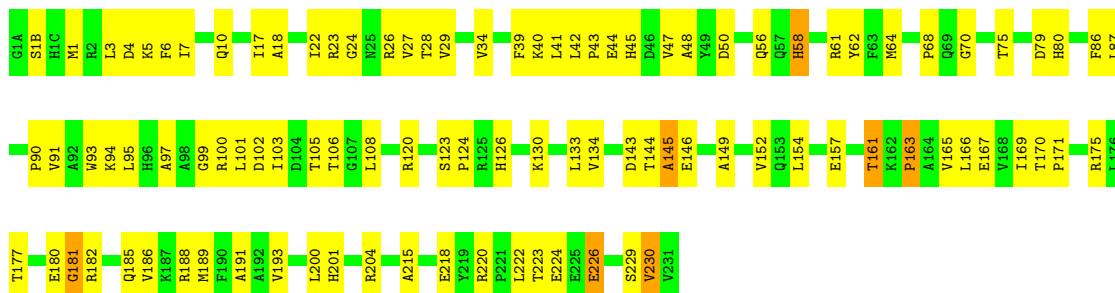 G1A S1B H1C M1 R2 L3 D4 K5 F6 I7 Q10 I17 A18 I22 R23 G24 N25 R26 V27 T28 V29 V34 F39 K40 L41 L42 P43 E44 H45 D46 V47 A48 Y49 D50 Q56 Q57 H58 R61 Y62 F63 M64 P68 Q69 G70 T75 D79 H80 F86 L87
P90 V91 A92 W93 K94 L95 H96 A97 A98 G99 R100 L101 D102 I103 D104 T105 T106 G107 L108 R120 S123 P124 R125 H126 K130 L133 V134 D143 T144 A145 E146 A149 V152 Q153 L154 E157 T161 K162 P163 A164 V165 L166 E167 V168 I169 T170 P171 R175 L176
T177 E180 G181 R182 Q185 V186 K187 R188 M189 F190 A191 A192 V193 L200 H201 R204 A215 E218 Y219 R220 P221 L222 T223 E224 E225 E226 S229 V230 V231